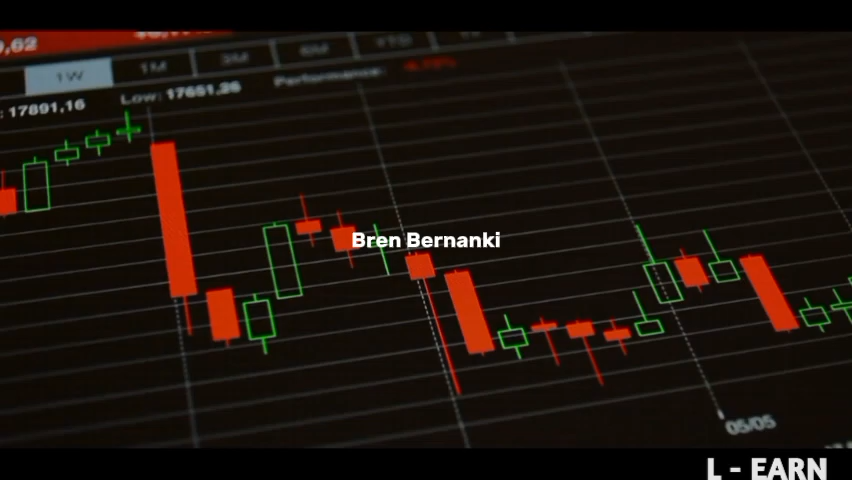 9,62
1W 1M 3M 6M YTD
: 17891,16 Low: 17651,26 Performance:
Bren Bernanki
05/05
L - EARN